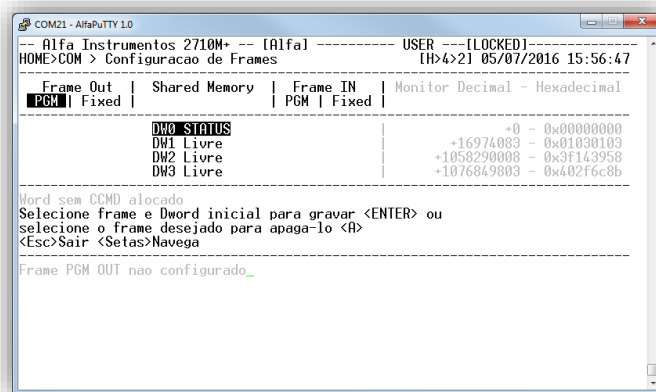 COM21 - AlfaPuTTY 1.0
-- Alfa Instrumentos 2710M+ -- [Alfa] ---------- USER ---[LOCKED]--------------
HOME>COM > Configuracao de Frames [H>4>2] 05/07/2016 15:56:47
Frame Out | Shared Memory | Frame IN | Monitor Decimal - Hexadecimal
PGM | Fixed | | PGM | Fixed |
DW0 STATUS | +0 - 0x00000000
DW1 Livre | +16974083 - 0x01030103
DW2 Livre | +1058290008 - 0x3f143958
DW3 Livre | +1076849803 - 0x402f6c8b
Word sem CCMD alocado
Selecione frame e Dword inicial para gravar <ENTER> ou
selecione o frame desejado para apaga-lo <A>
<Esc>Sair <Setas>Navega
Frame PGM OUT nao configurado_